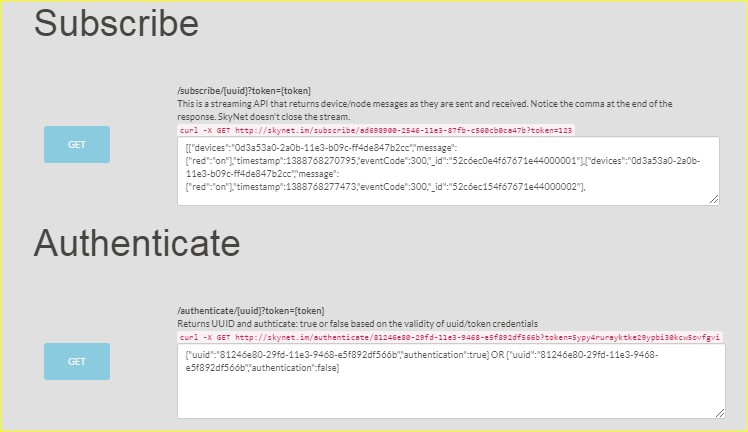 Subscribe
/subscribe/[uuid]?token=[token]
This is a streaming API that returns device/node mesages as they are sent and received. Notice the comma at the end of the
response. SkyNet doesn't close the stream.
GET
curl -X GET http://skynet.im/subscribe/ad698900-2546-11e3-87fb-c560cb0ca47b?token=123
[{"devices":"0d3a53a0-2a0b-11e3-b09c-ff4de847b2cc","message":
{"red":"on"},"timestamp":1388768270795,"eventCode":300,"_id":"52c6ec0e4f67671e44000001"},{"devices":"0d3a53a0-2a0b-
11e3-b09c-ff4de847b2cc","message":
{"red":"on"},"timestamp":1388768277473,"eventCode":300,"_id":"52c6ec154f67671e44000002"},
Authenticate
/authenticate/[uuid]?token=[token]
Returns UUID and authticate: true or false based on the validity of uuid/token credentials
curl -X GET http://skynet.im/authenticate/81246e80-29fd-11e3-9468-e5f892df566b?token=5ypy4rurayktke29ypbi30kcw5ovfgvi
GET
{"uuid":"81246e80-29fd-11e3-9468-e5f892df566b","authentication":true} OR {"uuid":"81246e80-29fd-11e3-9468-
e5f892df566b","authentication":false}